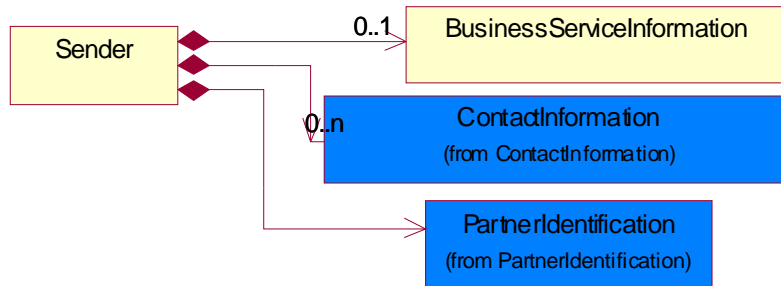 Sender
0..1
BusinessServiceInformation
0..n
ContactInformation
(from ContactInformation)
PartnerIdentification
(from PartnerIdentification)